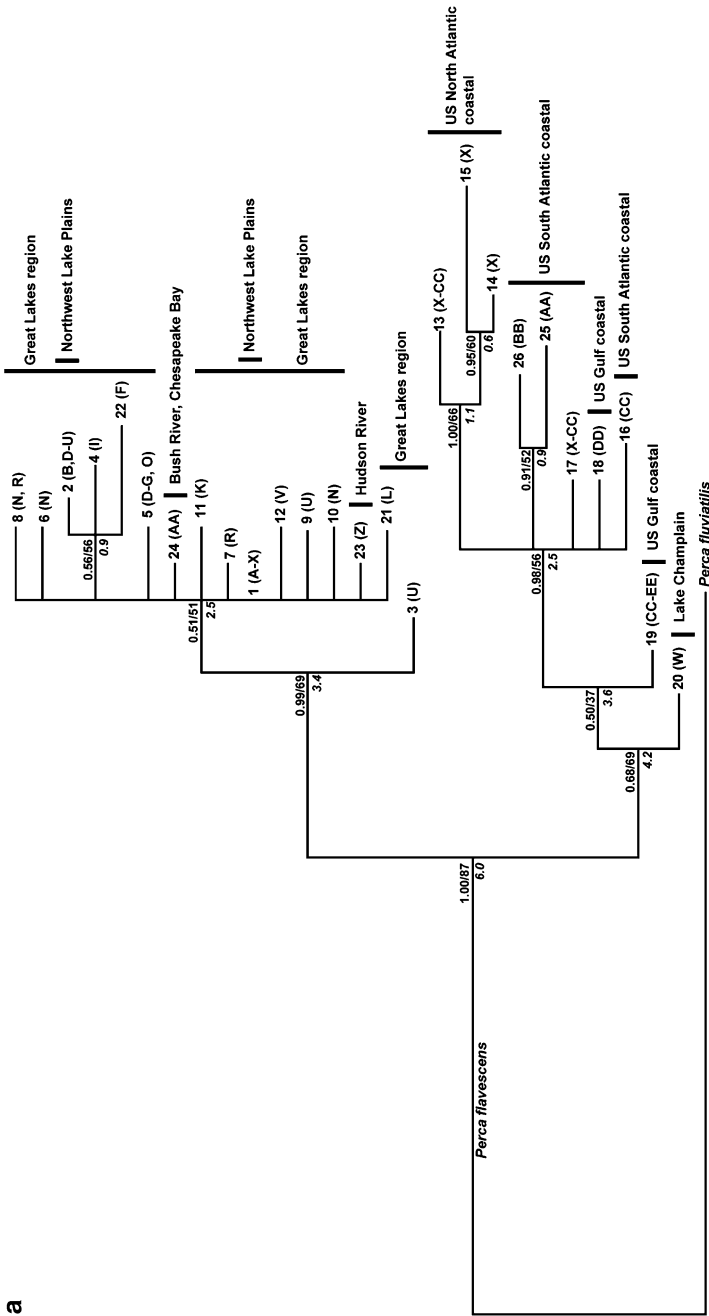 a
8 (N, R)
6 (N)
2 (B,D-U)
4 (I)
22 (F)
0.56/56
0.9
Great Lakes region
Northwest Lake Plains
5 (D-G, O)
24 (AA)
Bush River, Chesapeake Bay
11 (K)
0.51/51
2.5
7 (R)
1 (A-X)
12 (V)
9 (U)
10 (N)
Northwest Lake Plains
Great Lakes region
23 (Z)
Hudson River
21 (L)
Great Lakes region
3 (U)
0.99/69
3.4
13 (X-CC)
15 (X)
14 (X)
US North Atlantic
coastal
0.95/60
0.6
1.00/66
1.1
26 (BB)
25 (AA)
US South Atlantic coastal
0.91/52
0.9
17 (X-CC)
18 (DD)
US Gulf coastal
16 (CC)
US South Atlantic coastal
0.98/56
2.5
19 (CC-EE)
US Gulf coastal
0.50/37
3.6
20 (W)
Lake Champlain
0.68/69
4.2
1.00/87
6.0
Perca flavescens
Perca fluviatilis